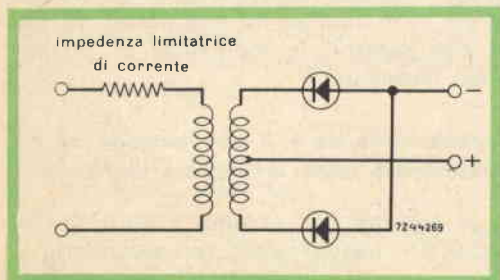 impedenza limitatrice
di corrente
−
+
7244269